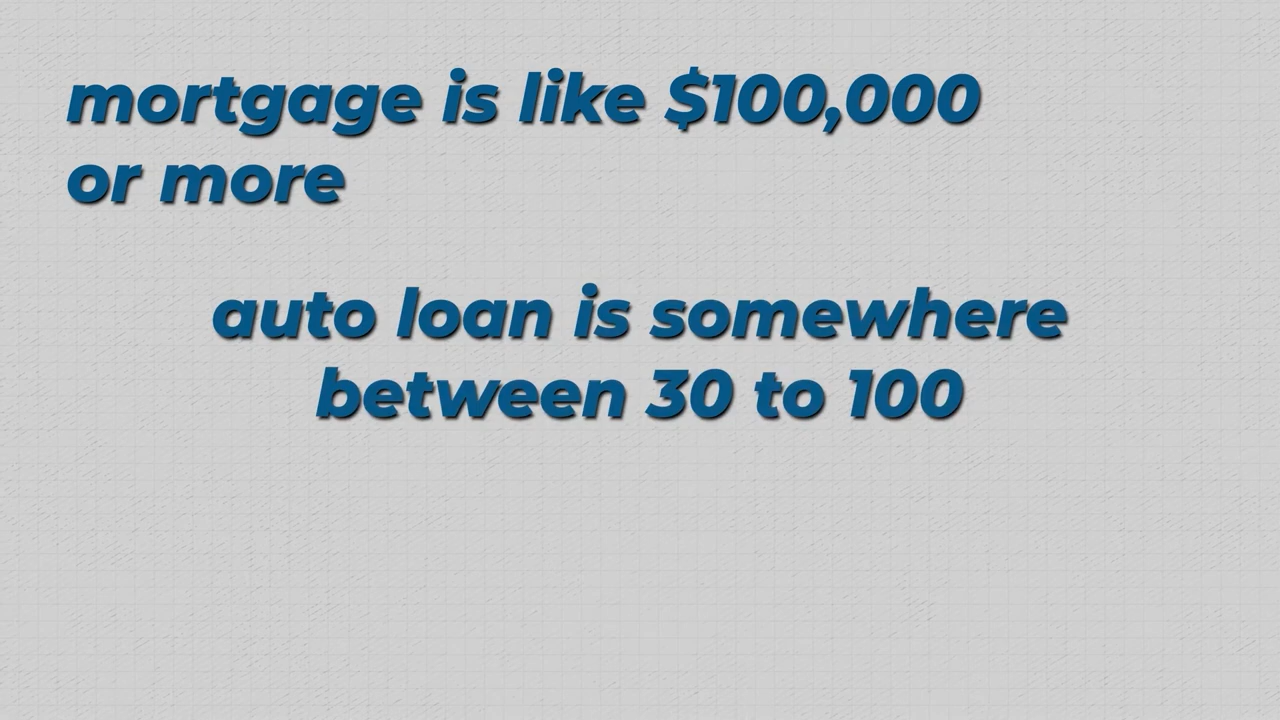 mortgage is like $100,000
or more
auto loan is somewhere
between 30 to 100